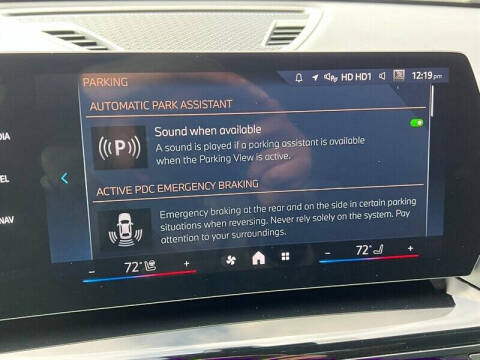 PARKING
HD HD1 12:19 pm
AUTOMATIC PARK ASSISTANT
((P))
Sound when available
A sound is played if a parking assistant is available
when the Parking View is active.
DIA
EL
NAV
ACTIVE PDC EMERGENCY BRAKING
Emergency braking at the rear and on the side in certain parking
situations when reversing. Never rely solely on the system. Pay
attention to your surroundings.
– 72° +
– 72° +